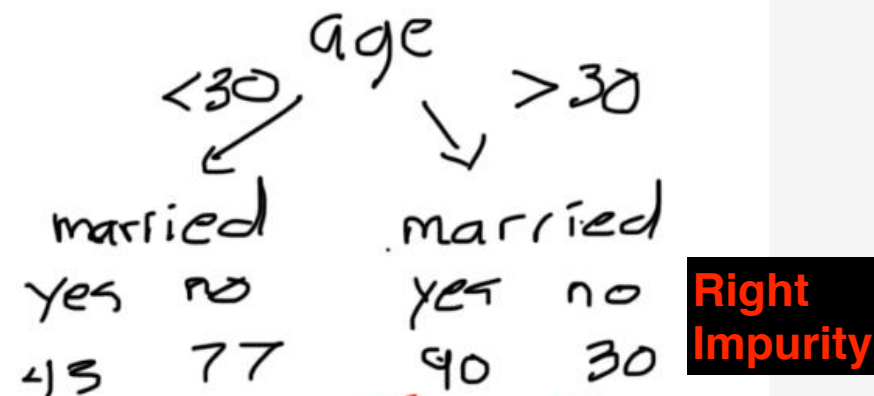 age
<30 >30
married married
yes no yes no
43 77 90 30
Right
Impurity